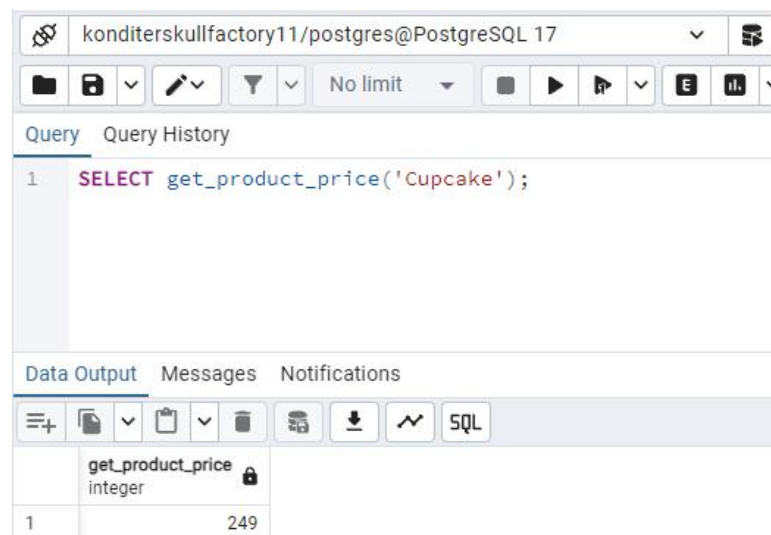 konditerskullfactory11/postgres@PostgreSQL 17
No limit
E
Query Query History
1 SELECT get_product_price('Cupcake');
Data Output Messages Notifications
SQL
get_product_price
integer
1 249